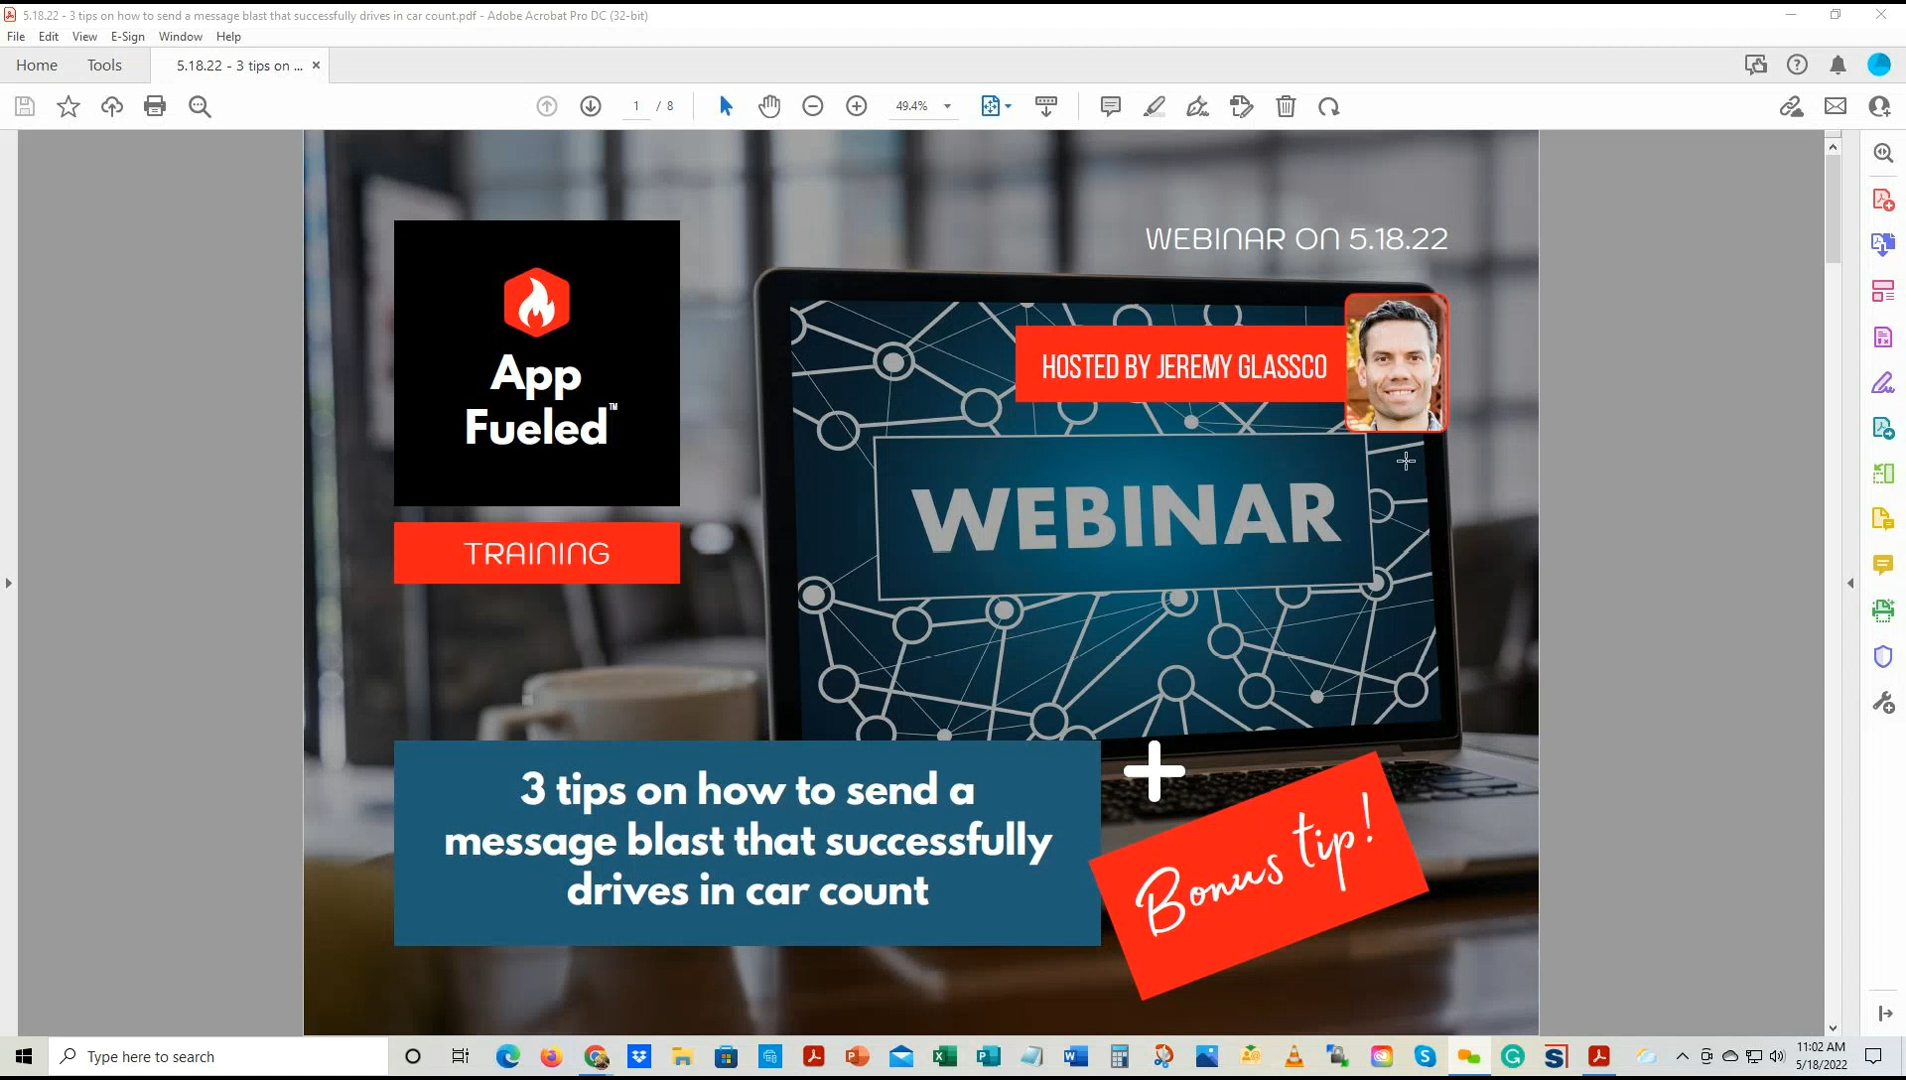 5.18.22 - 3 tips on how to send a message blast that successfully drives in car count.pdf - Adobe Acrobat Pro DC (32-bit)
File Edit View E-Sign Window Help
Home Tools 5.18.22 - 3 tips on ... ×
1 / 8 49.4%
WEBINAR ON 5.18.22
App
Fueled™
HOSTED BY JEREMY GLASSCO
WEBINAR
TRAINING
3 tips on how to send a
message blast that successfully
drives in car count
+
Bonus tip!
Type here to search
11:02 AM
5/18/2022